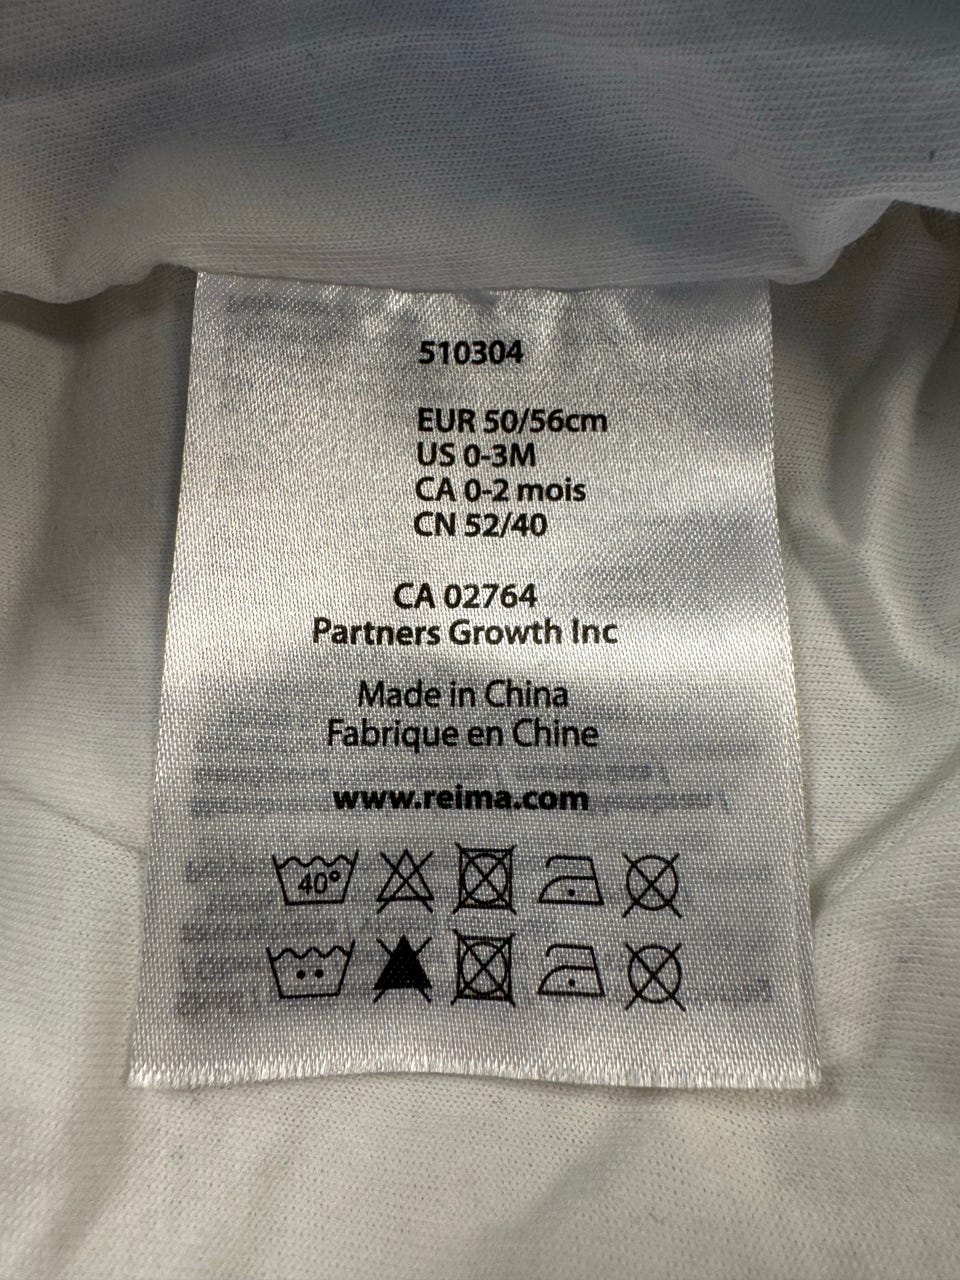 510304
EUR 50/56cm
US 0-3M
CA 0-2 mois
CN 52/40
CA 02764
Partners Growth Inc
Made in China
Fabrique en Chine
www.reima.com
40°